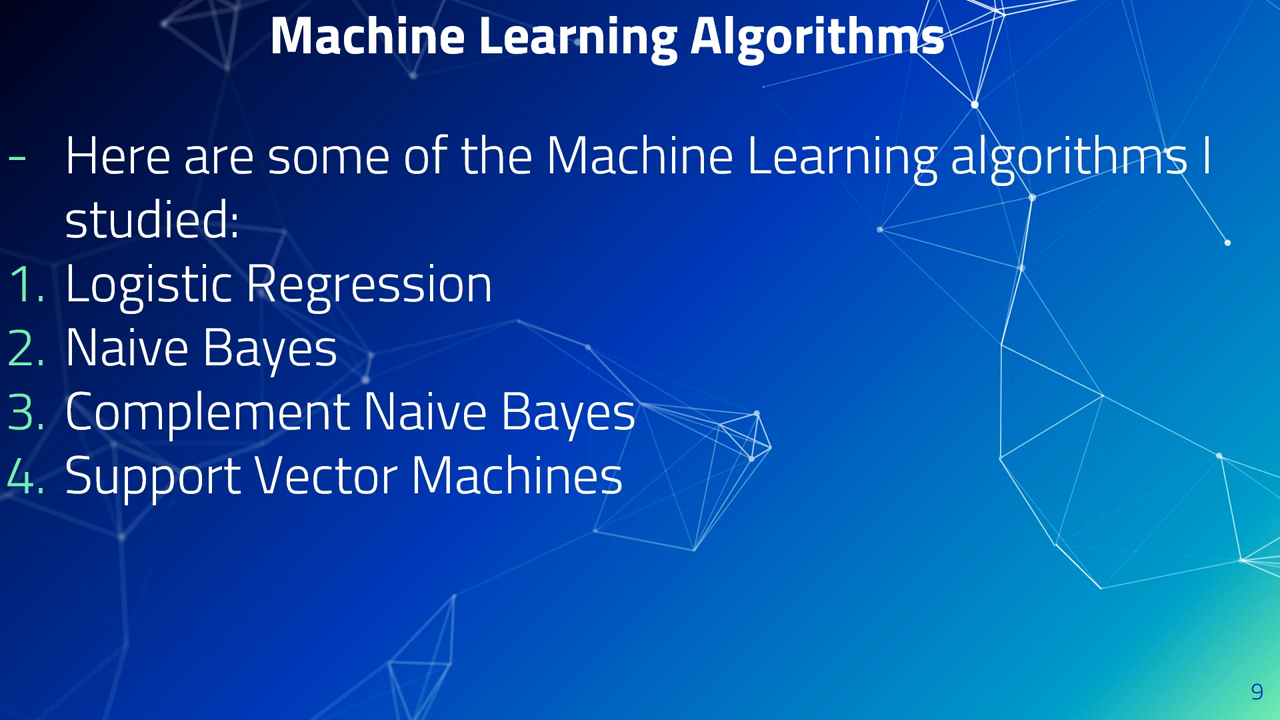 Machine Learning Algorithms
- Here are some of the Machine Learning algorithms I
studied:
1. Logistic Regression
2. Naive Bayes
3. Complement Naive Bayes
4. Support Vector Machines
9